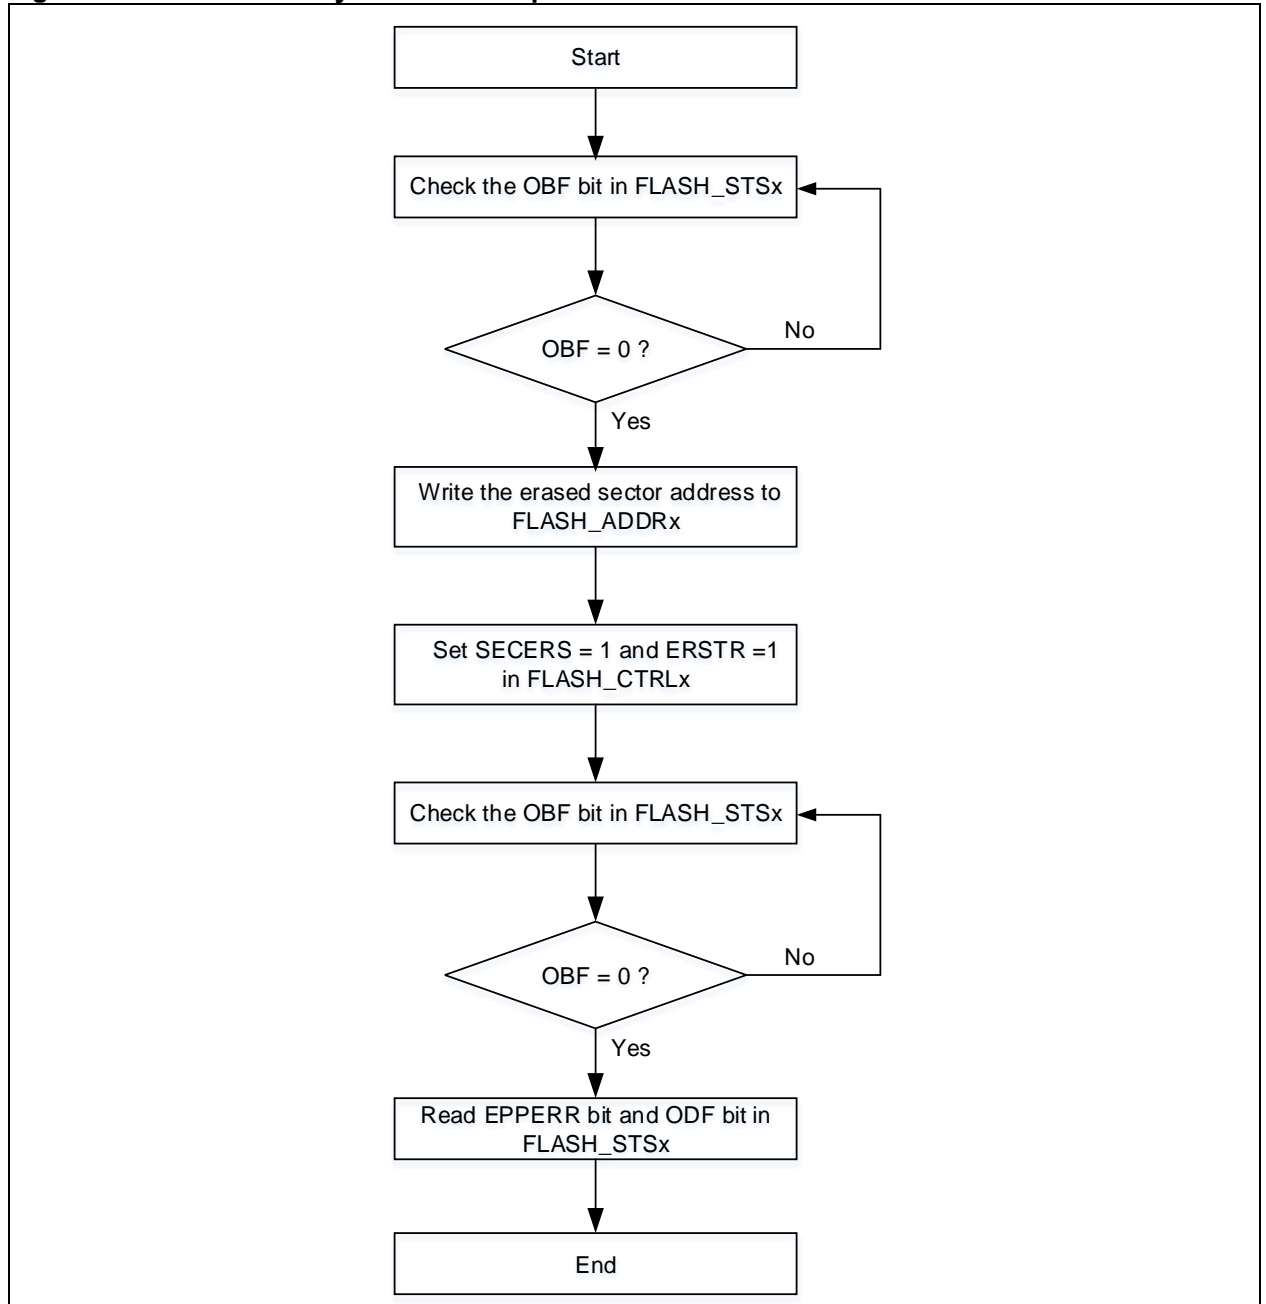 Start
Check the OBF bit in FLASH_STSx
OBF = 0 ?
No
Yes
Write the erased sector address to
FLASH_ADDRx
Set SECERS = 1 and ERSTR =1
in FLASH_CTRLx
Check the OBF bit in FLASH_STSx
OBF = 0 ?
No
Yes
Read EPPERR bit and ODF bit in
FLASH_STSx
End